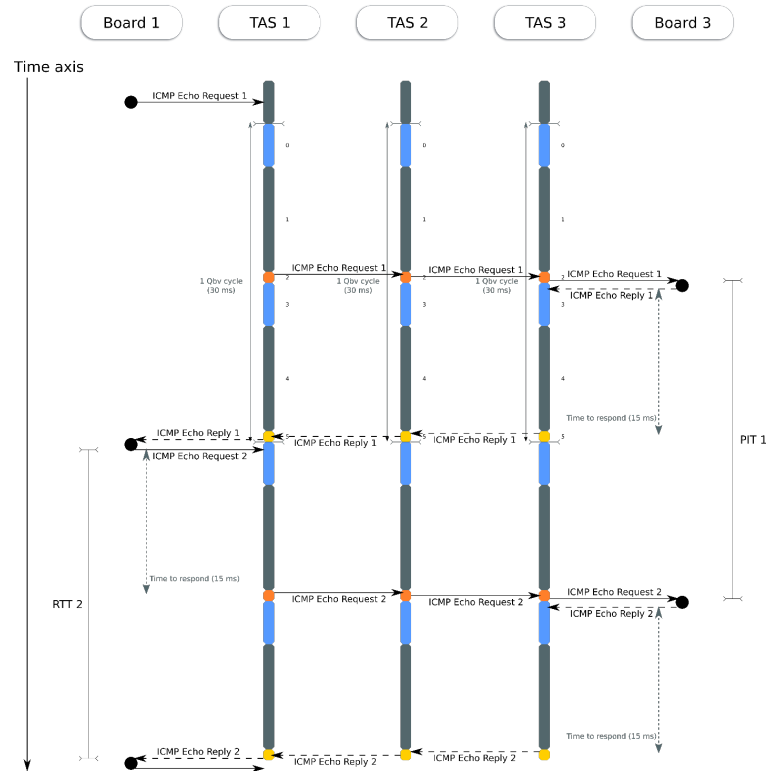 Board 1
TAS 1
TAS 2
TAS 3
Board 3
Time axis
ICMP Echo Request 1
0
0
0
1
1
1
ICMP Echo Request 1
ICMP Echo Request 1
ICMP Echo Request 1
1 Qbv cycle
(30 ms)
2
1 Qbv cycle
(30 ms)
2
1 Qbv cycle
(30 ms)
2
ICMP Echo Reply 1
3
3
3
4
4
4
Time to respond (15 ms)
ICMP Echo Reply 1
5
ICMP Echo Reply 1
5
ICMP Echo Reply 1
5
PIT 1
ICMP Echo Request 2
Time to respond (15 ms)
RTT 2
ICMP Echo Request 2
ICMP Echo Request 2
ICMP Echo Request 2
ICMP Echo Reply 2
Time to respond (15 ms)
ICMP Echo Reply 2
ICMP Echo Reply 2
ICMP Echo Reply 2